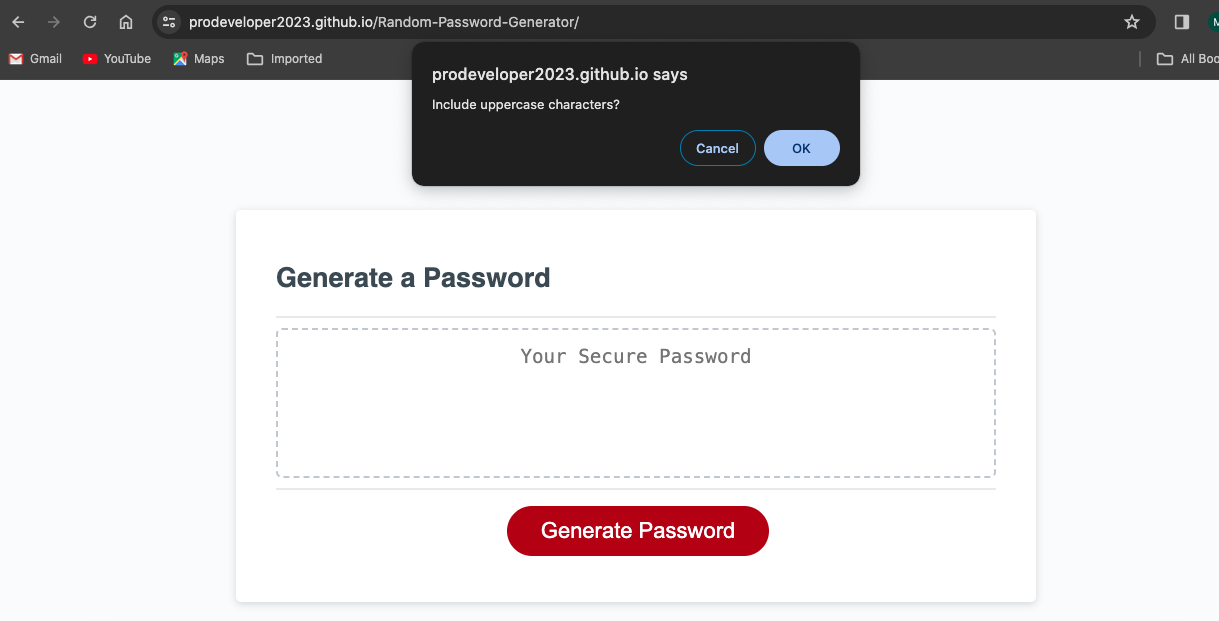 prodeveloper2023.github.io/Random-Password-Generator/
Gmail YouTube Maps Imported All Boo
prodeveloper2023.github.io says
Include uppercase characters?
Cancel OK
Generate a Password
Your Secure Password
Generate Password